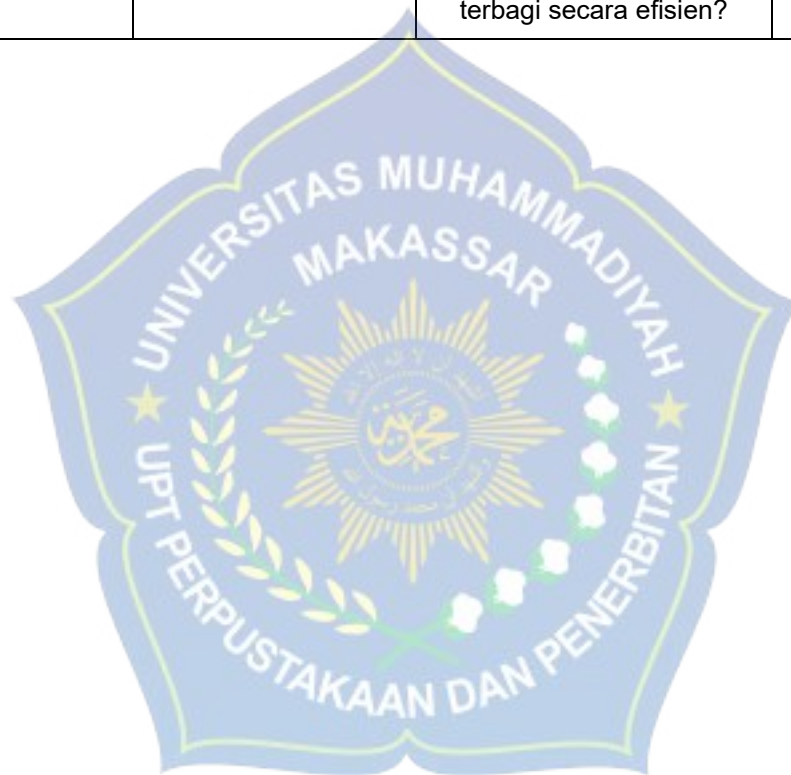 terbagi secara efisien?
UNIVERSITAS MUHAMMADIYAH
MAKASSAR
UPT PERPUSTAKAAN DAN PENERBITAN